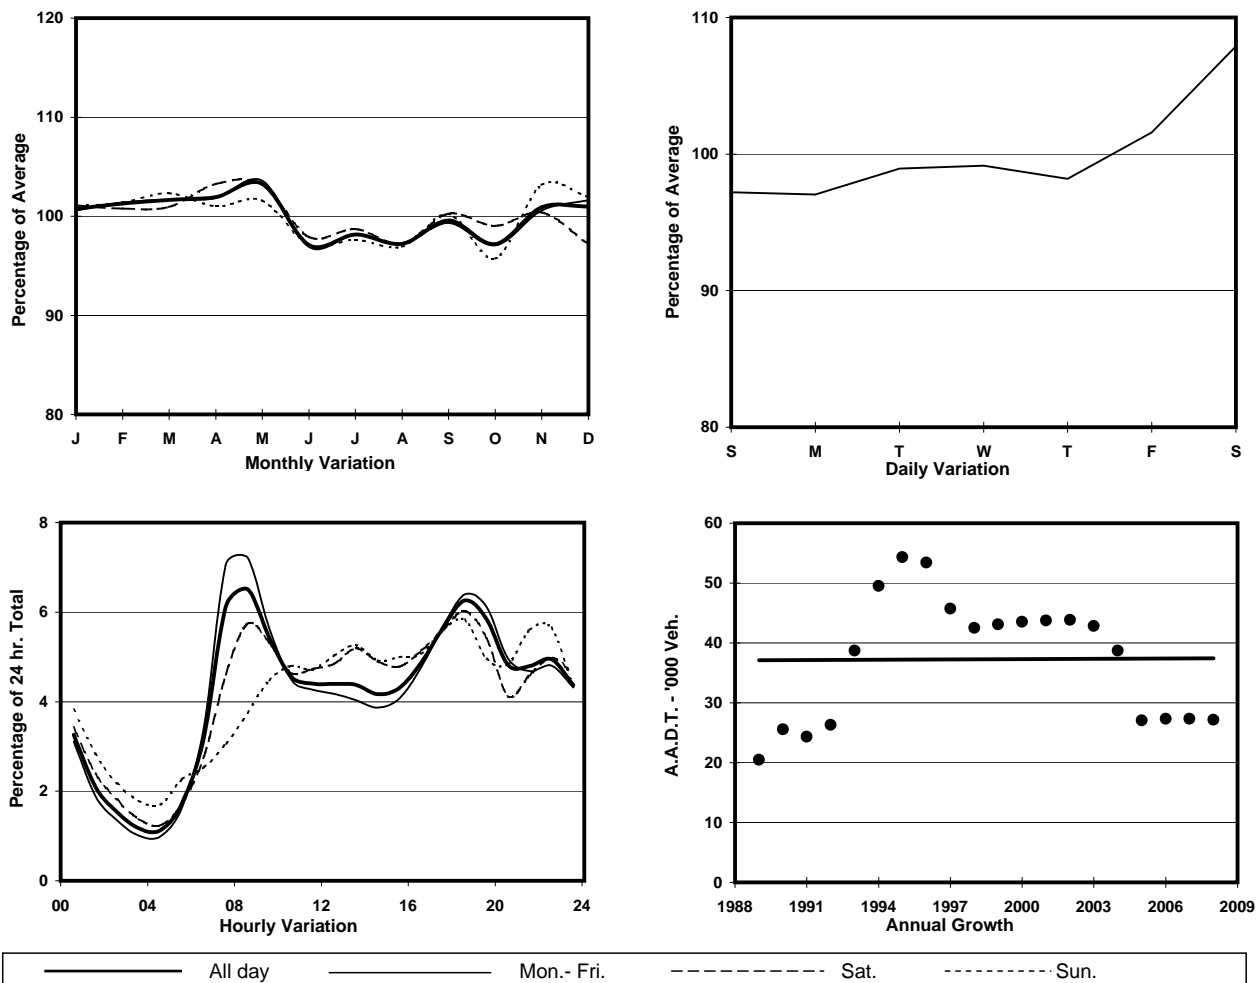 120
110
100
90
80
Percentage of Average
J F M A M J J A S O N D
Monthly Variation
110
100
90
80
Percentage of Average
S M T W T F S
Daily Variation
8
6
4
2
0
Percentage of 24 hr. Total
00 04 08 12 16 20 24
Hourly Variation
60
50
40
30
20
10
0
A.A.D.T. - '000 Veh.
1988 1991 1994 1997 2000 2003 2006 2009
Annual Growth
All day Mon.- Fri. Sat. Sun.